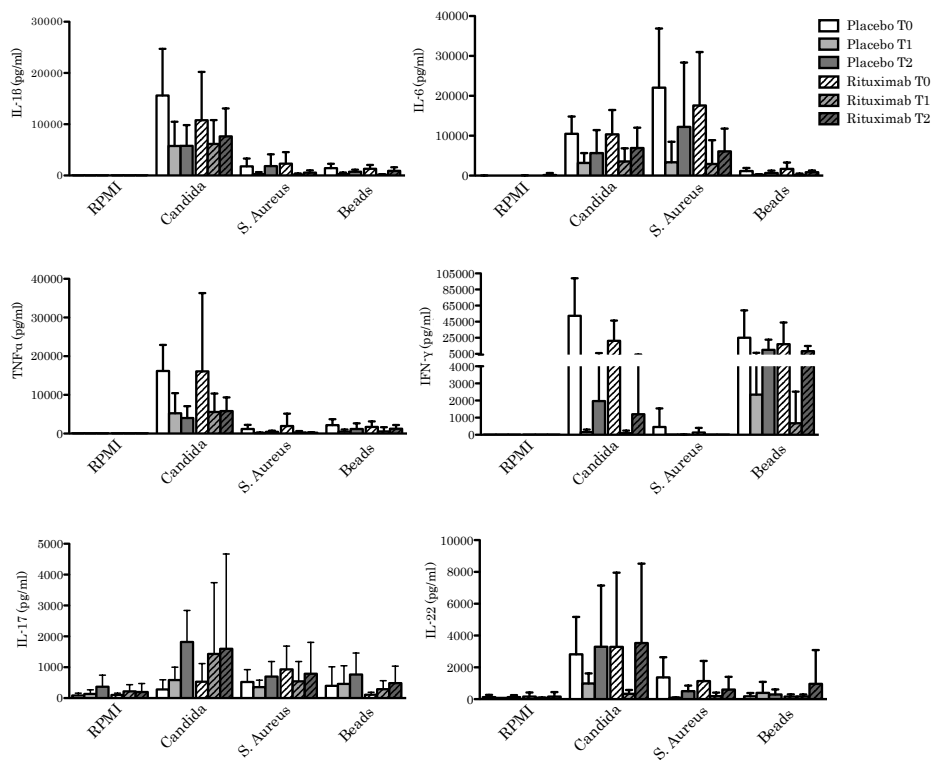 IL-1ß (pg/ml)
30000
20000
10000
0
RPMI
Candida
S. Aureus
Beads
IL-6 (pg/ml)
40000
30000
20000
10000
0
RPMI
Candida
S. Aureus
Beads
Placebo T0
Placebo T1
Placebo T2
Rituximab T0
Rituximab T1
Rituximab T2
TNF-α (pg/ml)
40000
30000
20000
10000
0
RPMI
Candida
S. Aureus
Beads
IFN-γ (pg/ml)
105000
85000
65000
45000
25000
5000
4000
3000
2000
1000
0
RPMI
Candida
S. Aureus
Beads
IL-17 (pg/ml)
5000
4000
3000
2000
1000
0
RPMI
Candida
S. Aureus
Beads
IL-22 (pg/ml)
10000
8000
6000
4000
2000
0
RPMI
Candida
S. Aureus
Beads